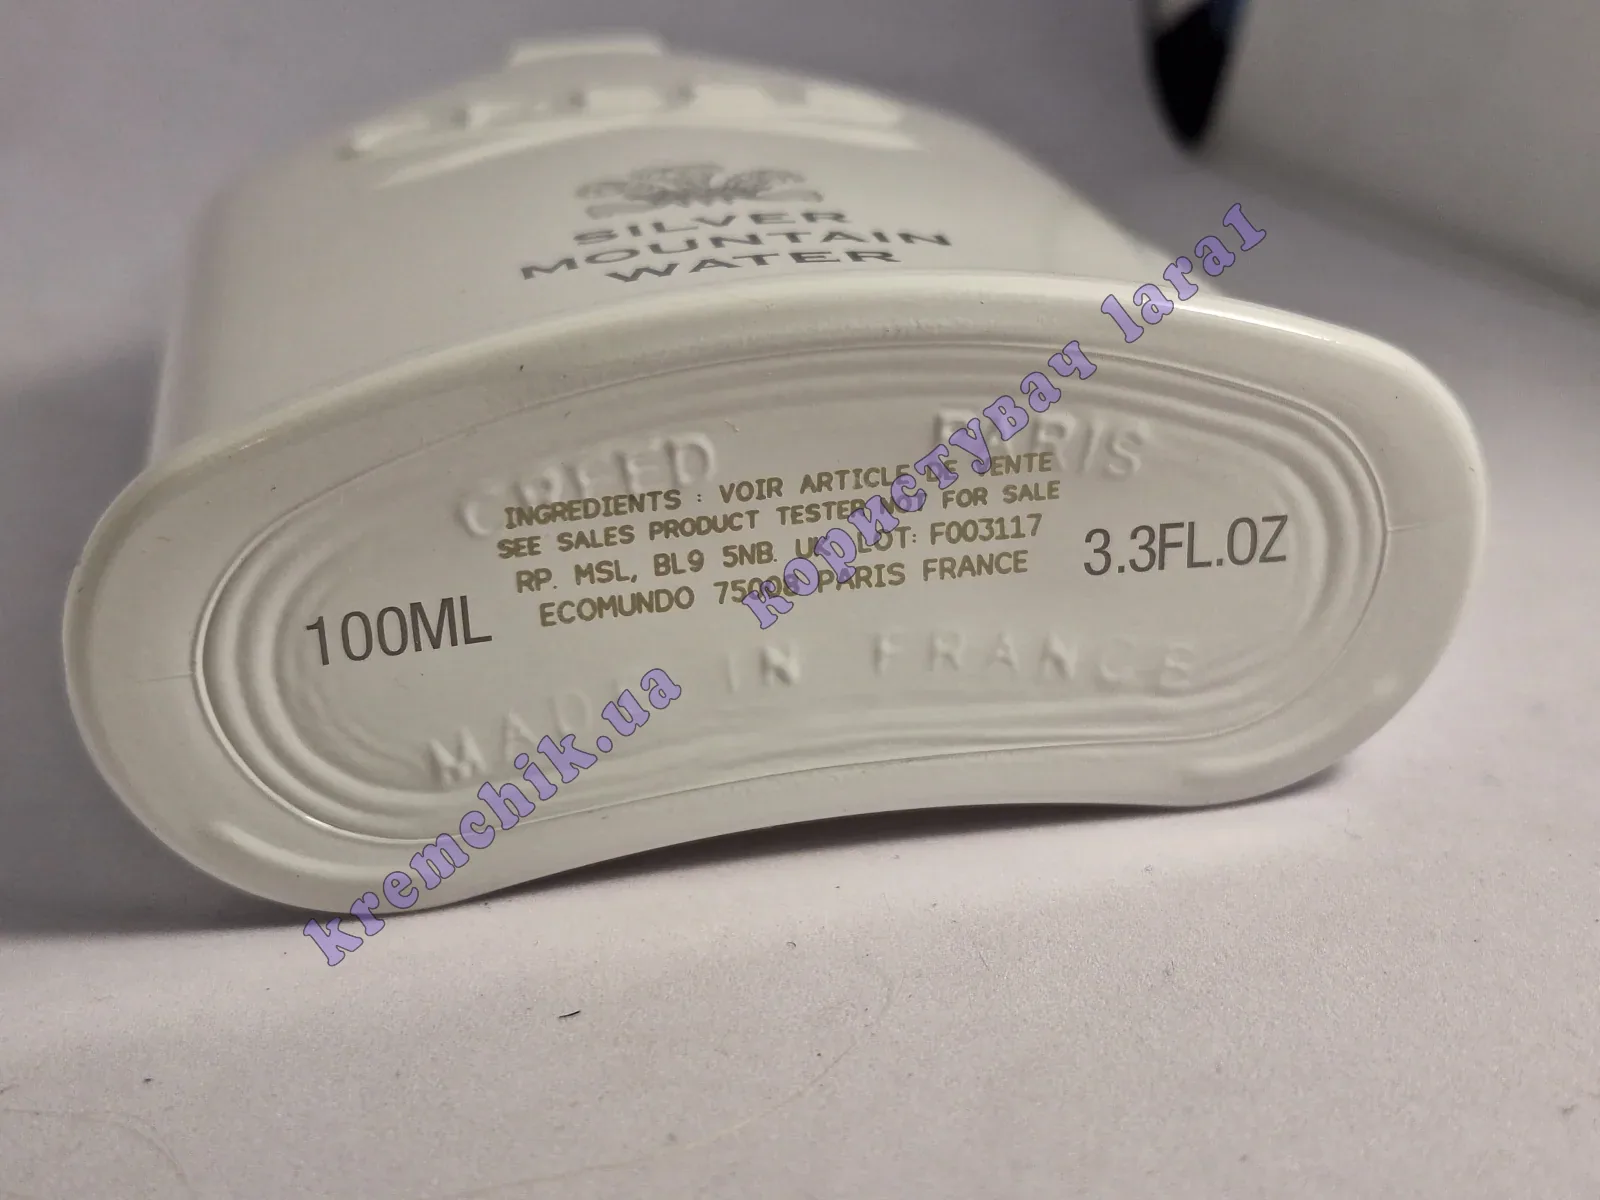 SILVER
MOUNTAIN
WATER
CREED PARIS
INGREDIENTS : VOIR ARTICLE DE VENTE
SEE SALES PRODUCT TESTER NOT FOR SALE
RP. MSL, BL9 5NB. UK LOT: F003117
ECOMUNDO 75008 PARIS FRANCE
100ML
3.3FL.OZ
MADE IN FRANCE
kremchik.ua
користувач lara1